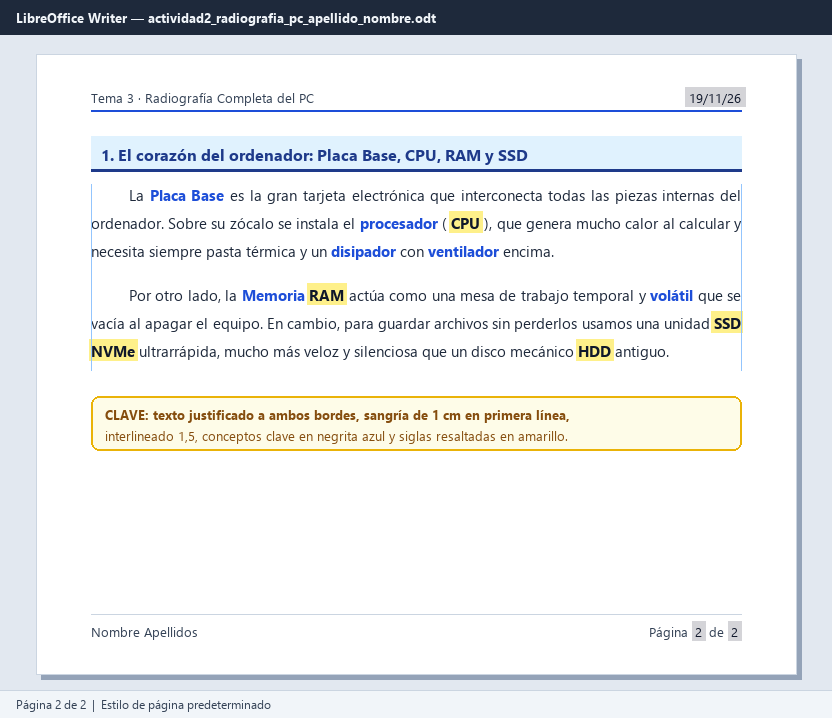 LibreOffice Writer — actividad2_radiografia_pc_apellido_nombre.odt
Tema 3 · Radiografía Completa del PC 19/11/26
1. El corazón del ordenador: Placa Base, CPU, RAM y SSD
La Placa Base es la gran tarjeta electrónica que interconecta todas las piezas internas del
ordenador. Sobre su zócalo se instala el procesador (CPU), que genera mucho calor al calcular y
necesita siempre pasta térmica y un disipador con ventilador encima.
Por otro lado, la Memoria RAM actúa como una mesa de trabajo temporal y volátil que se
vacía al apagar el equipo. En cambio, para guardar archivos sin perderlos usamos una unidad SSD
NVMe ultrarrápida, mucho más veloz y silenciosa que un disco mecánico HDD antiguo.
CLAVE: texto justificado a ambos bordes, sangría de 1 cm en primera línea,
interlineado 1,5, conceptos clave en negrita azul y siglas resaltadas en amarillo.
Nombre Apellidos Página 2 de 2
Página 2 de 2 | Estilo de página predeterminado